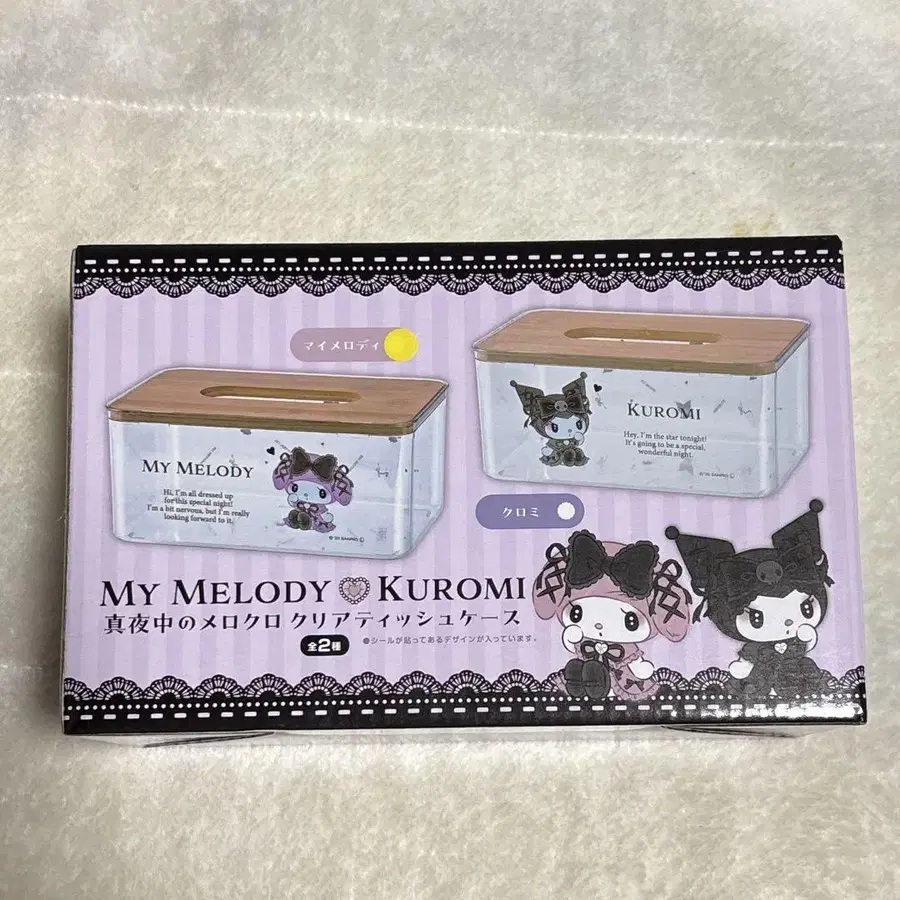 マイメロディ
MY MELODY
Hi, I'm all dressed up
for this special night!
I'm a bit nervous, but I'm really
looking forward to it.
KUROMI
Hey, I'm the star tonight!
It's going to be a special,
wonderful night.
クロミ
MY MELODY KUROMI
真夜中のメロクロ クリアティッシュケース
全2種
●シールが貼ってあるデザインが入っています。